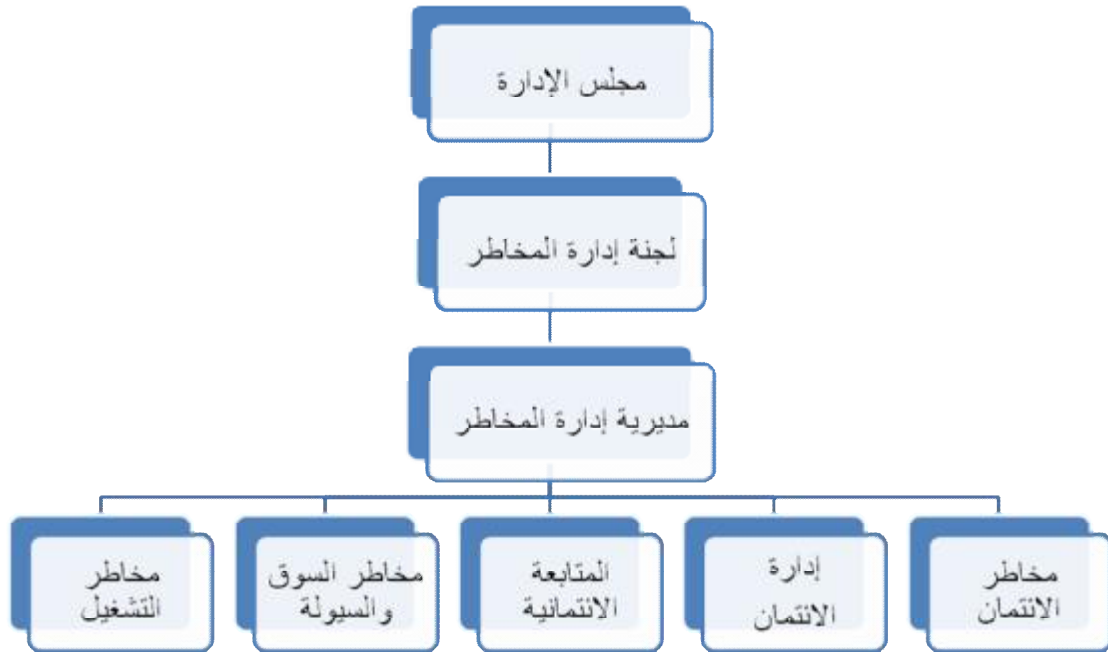 مجلس الإدارة
لجنة إدارة المخاطر
مديرية إدارة المخاطر
مخاطر
الائتمان
إدارة
الائتمان
المتابعة
الائتمانية
مخاطر السوق
والسيولة
مخاطر
التشغيل